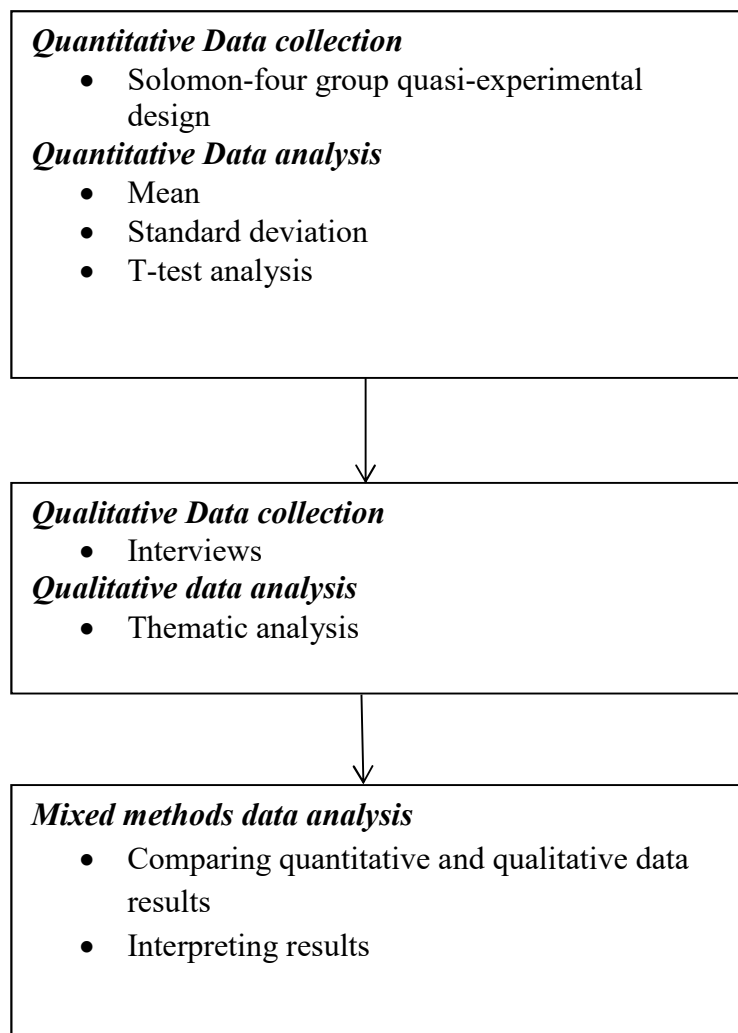 Quantitative Data collection
• Solomon-four group quasi-experimental
design
Quantitative Data analysis
• Mean
• Standard deviation
• T-test analysis
Qualitative Data collection
• Interviews
Qualitative data analysis
• Thematic analysis
Mixed methods data analysis
• Comparing quantitative and qualitative data
results
• Interpreting results